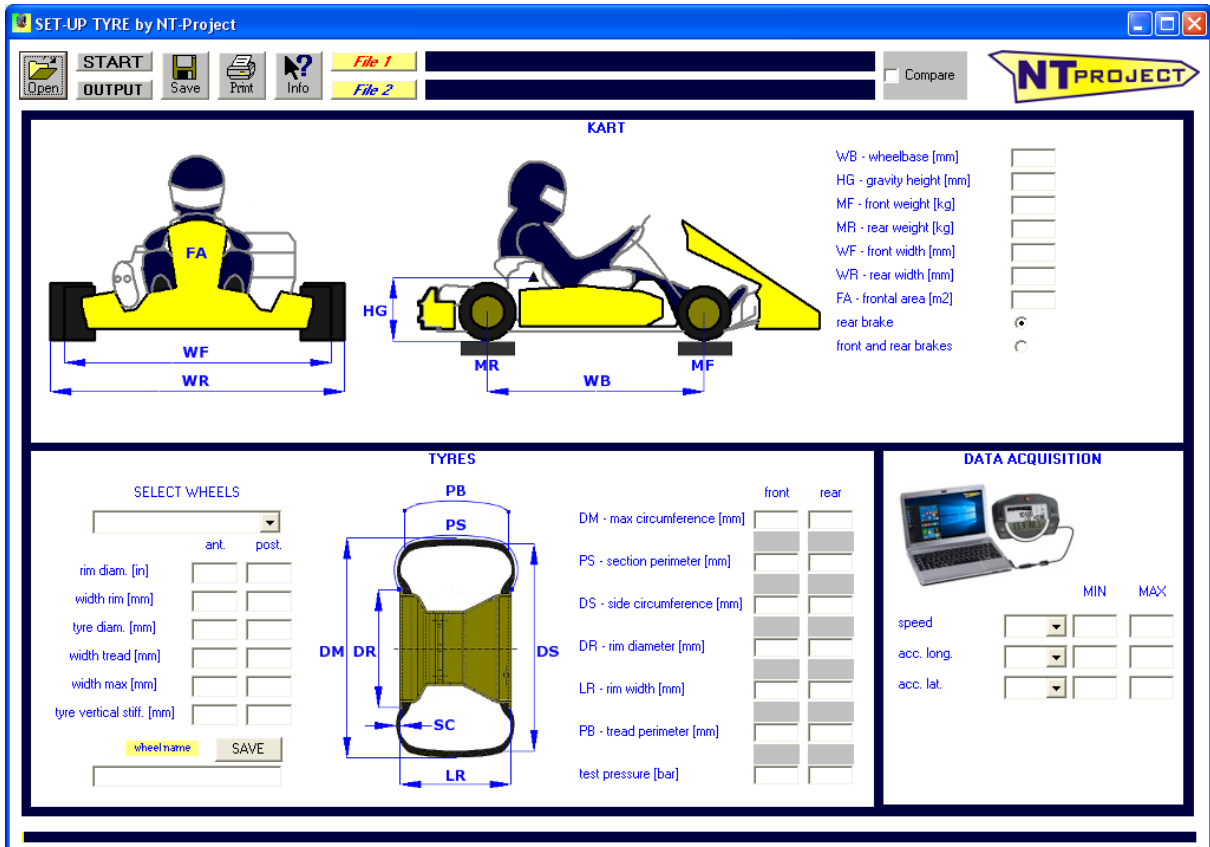 SET-UP TYRE by NT-Project
Open
START
OUTPUT
Save
Print
Info
File 1
File 2
Compare
NTPROJECT
KART
FA
WF
WR
HG
MR
WB
MF
WB - wheelbase [mm]
HG - gravity height [mm]
MF - front weight [kg]
MR - rear weight [kg]
WF - front width [mm]
WR - rear width [mm]
FA - frontal area [m2]
rear brake
front and rear brakes
TYRES
SELECT WHEELS
ant. post.
rim diam. [in]
width rim [mm]
tyre diam. [mm]
width tread [mm]
width max [mm]
tyre vertical stiff. [mm]
wheel name
SAVE
PB
PS
DM
DR
DS
SC
LR
front rear
DM - max circumference [mm]
PS - section perimeter [mm]
DS - side circumference [mm]
DR - rim diameter [mm]
LR - rim width [mm]
PB - tread perimeter [mm]
test pressure [bar]
DATA ACQUISITION
MIN MAX
speed
acc. long.
acc. lat.